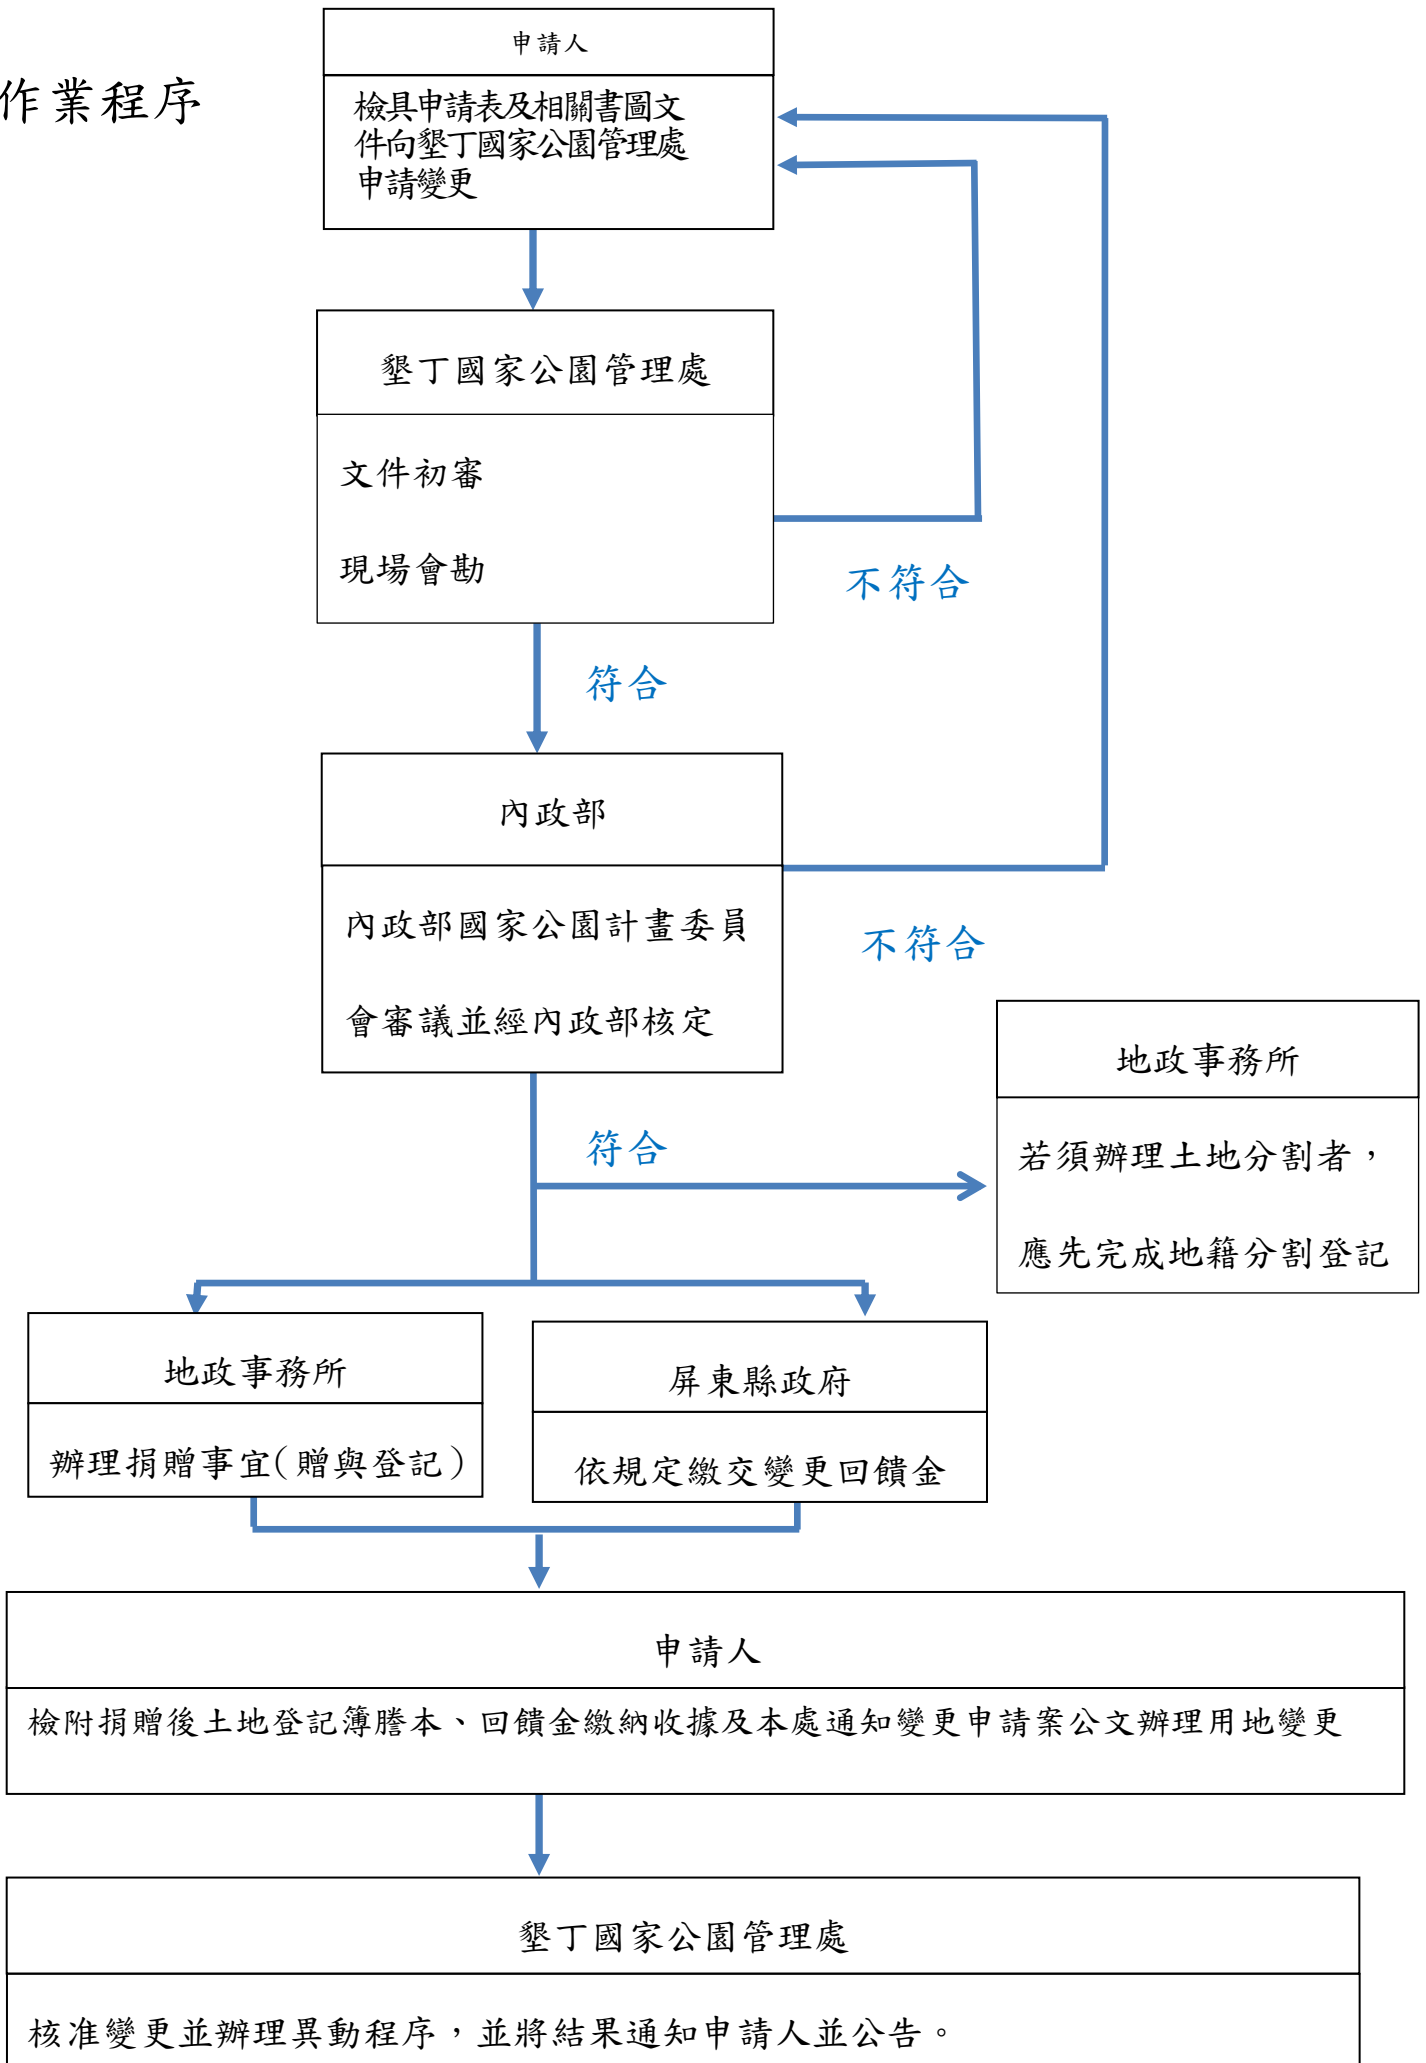 申請人
作業程序
檢具申請表及相關書圖文
件向墾丁國家公園管理處
申請變更
墾丁國家公園管理處
文件初審
現場會勘
不符合
符合
內政部
內政部國家公園計畫委員
不符合
會審議並經內政部核定
地政事務所
符合
若須辦理土地分割者，
應先完成地籍分割登記
地政事務所
屏東縣政府
辦理捐贈事宜(贈與登記)
依規定繳交變更回饋金
申請人
檢附捐贈後土地登記簿謄本、回饋金繳納收據及本處通知變更申請案公文辦理用地變更
墾丁國家公園管理處
核准變更並辦理異動程序，並將結果通知申請人並公告。